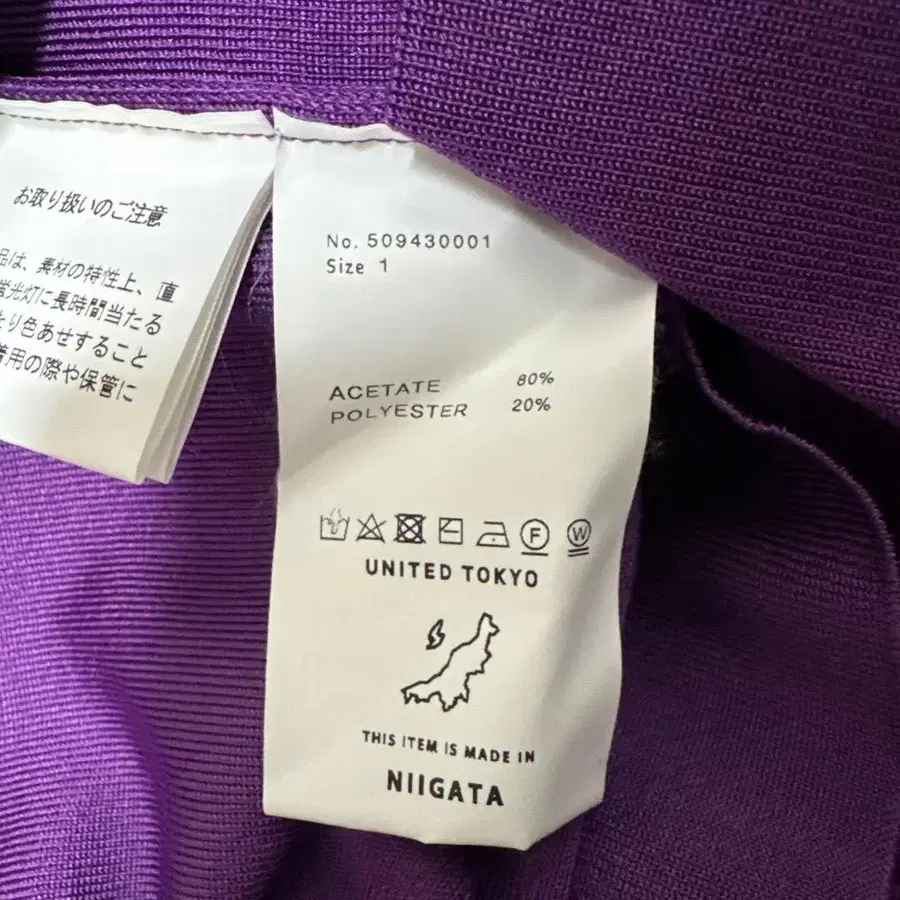 お取り扱いのご注意
品は、素材の特性上、直
蛍光灯に長時間当たる
り色あせすること
着用の際や保管に
No. 509430001
Size 1
ACETATE 80%
POLYESTER 20%
F W
UNITED TOKYO
THIS ITEM IS MADE IN
NIIGATA